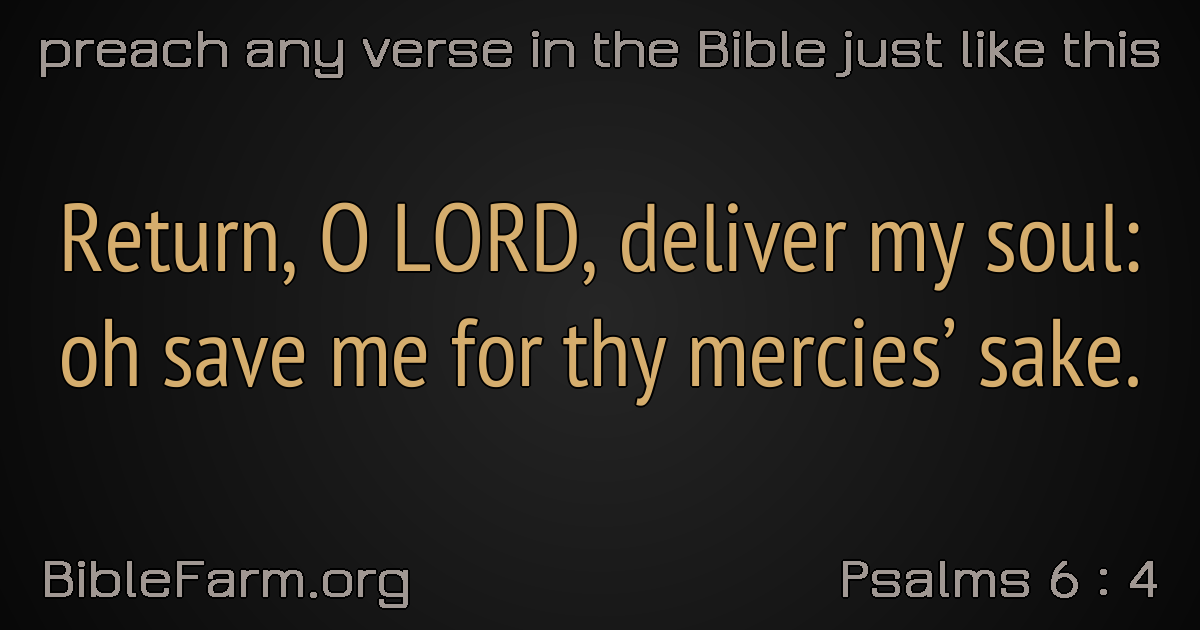 preach any verse in the Bible just like this
Return, O LORD, deliver my soul:
oh save me for thy mercies’ sake.
BibleFarm.org
Psalms 6 : 4